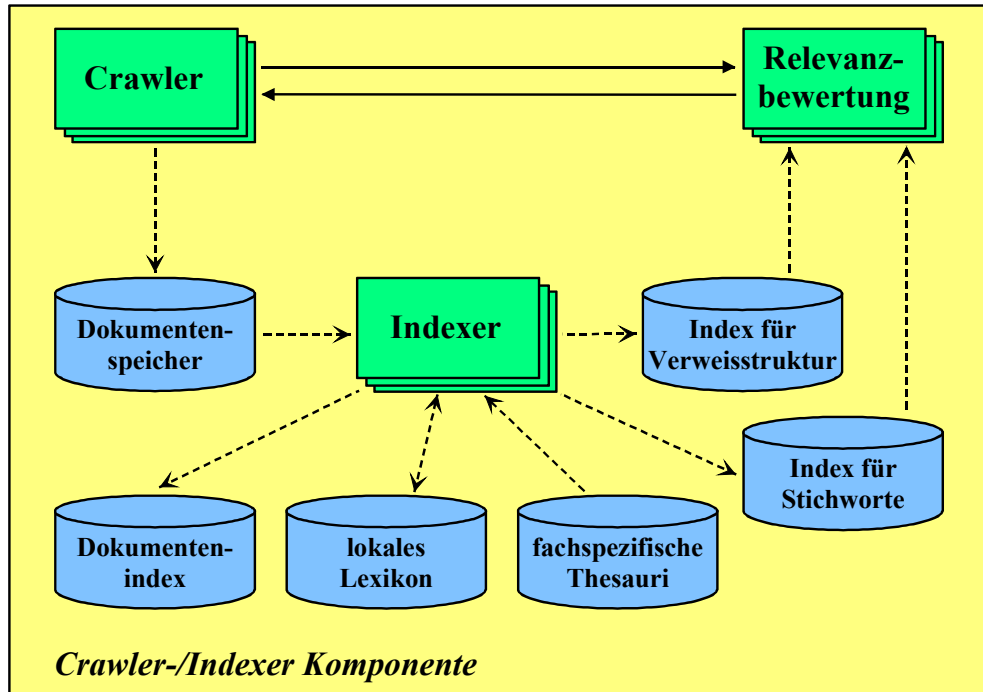 Crawler
Relevanz-
bewertung
Dokumenten-
speicher
Indexer
Index für
Verweisstruktur
Index für
Stichworte
Dokumenten-
index
lokales
Lexikon
fachspezifische
Thesauri
Crawler-/Indexer Komponente